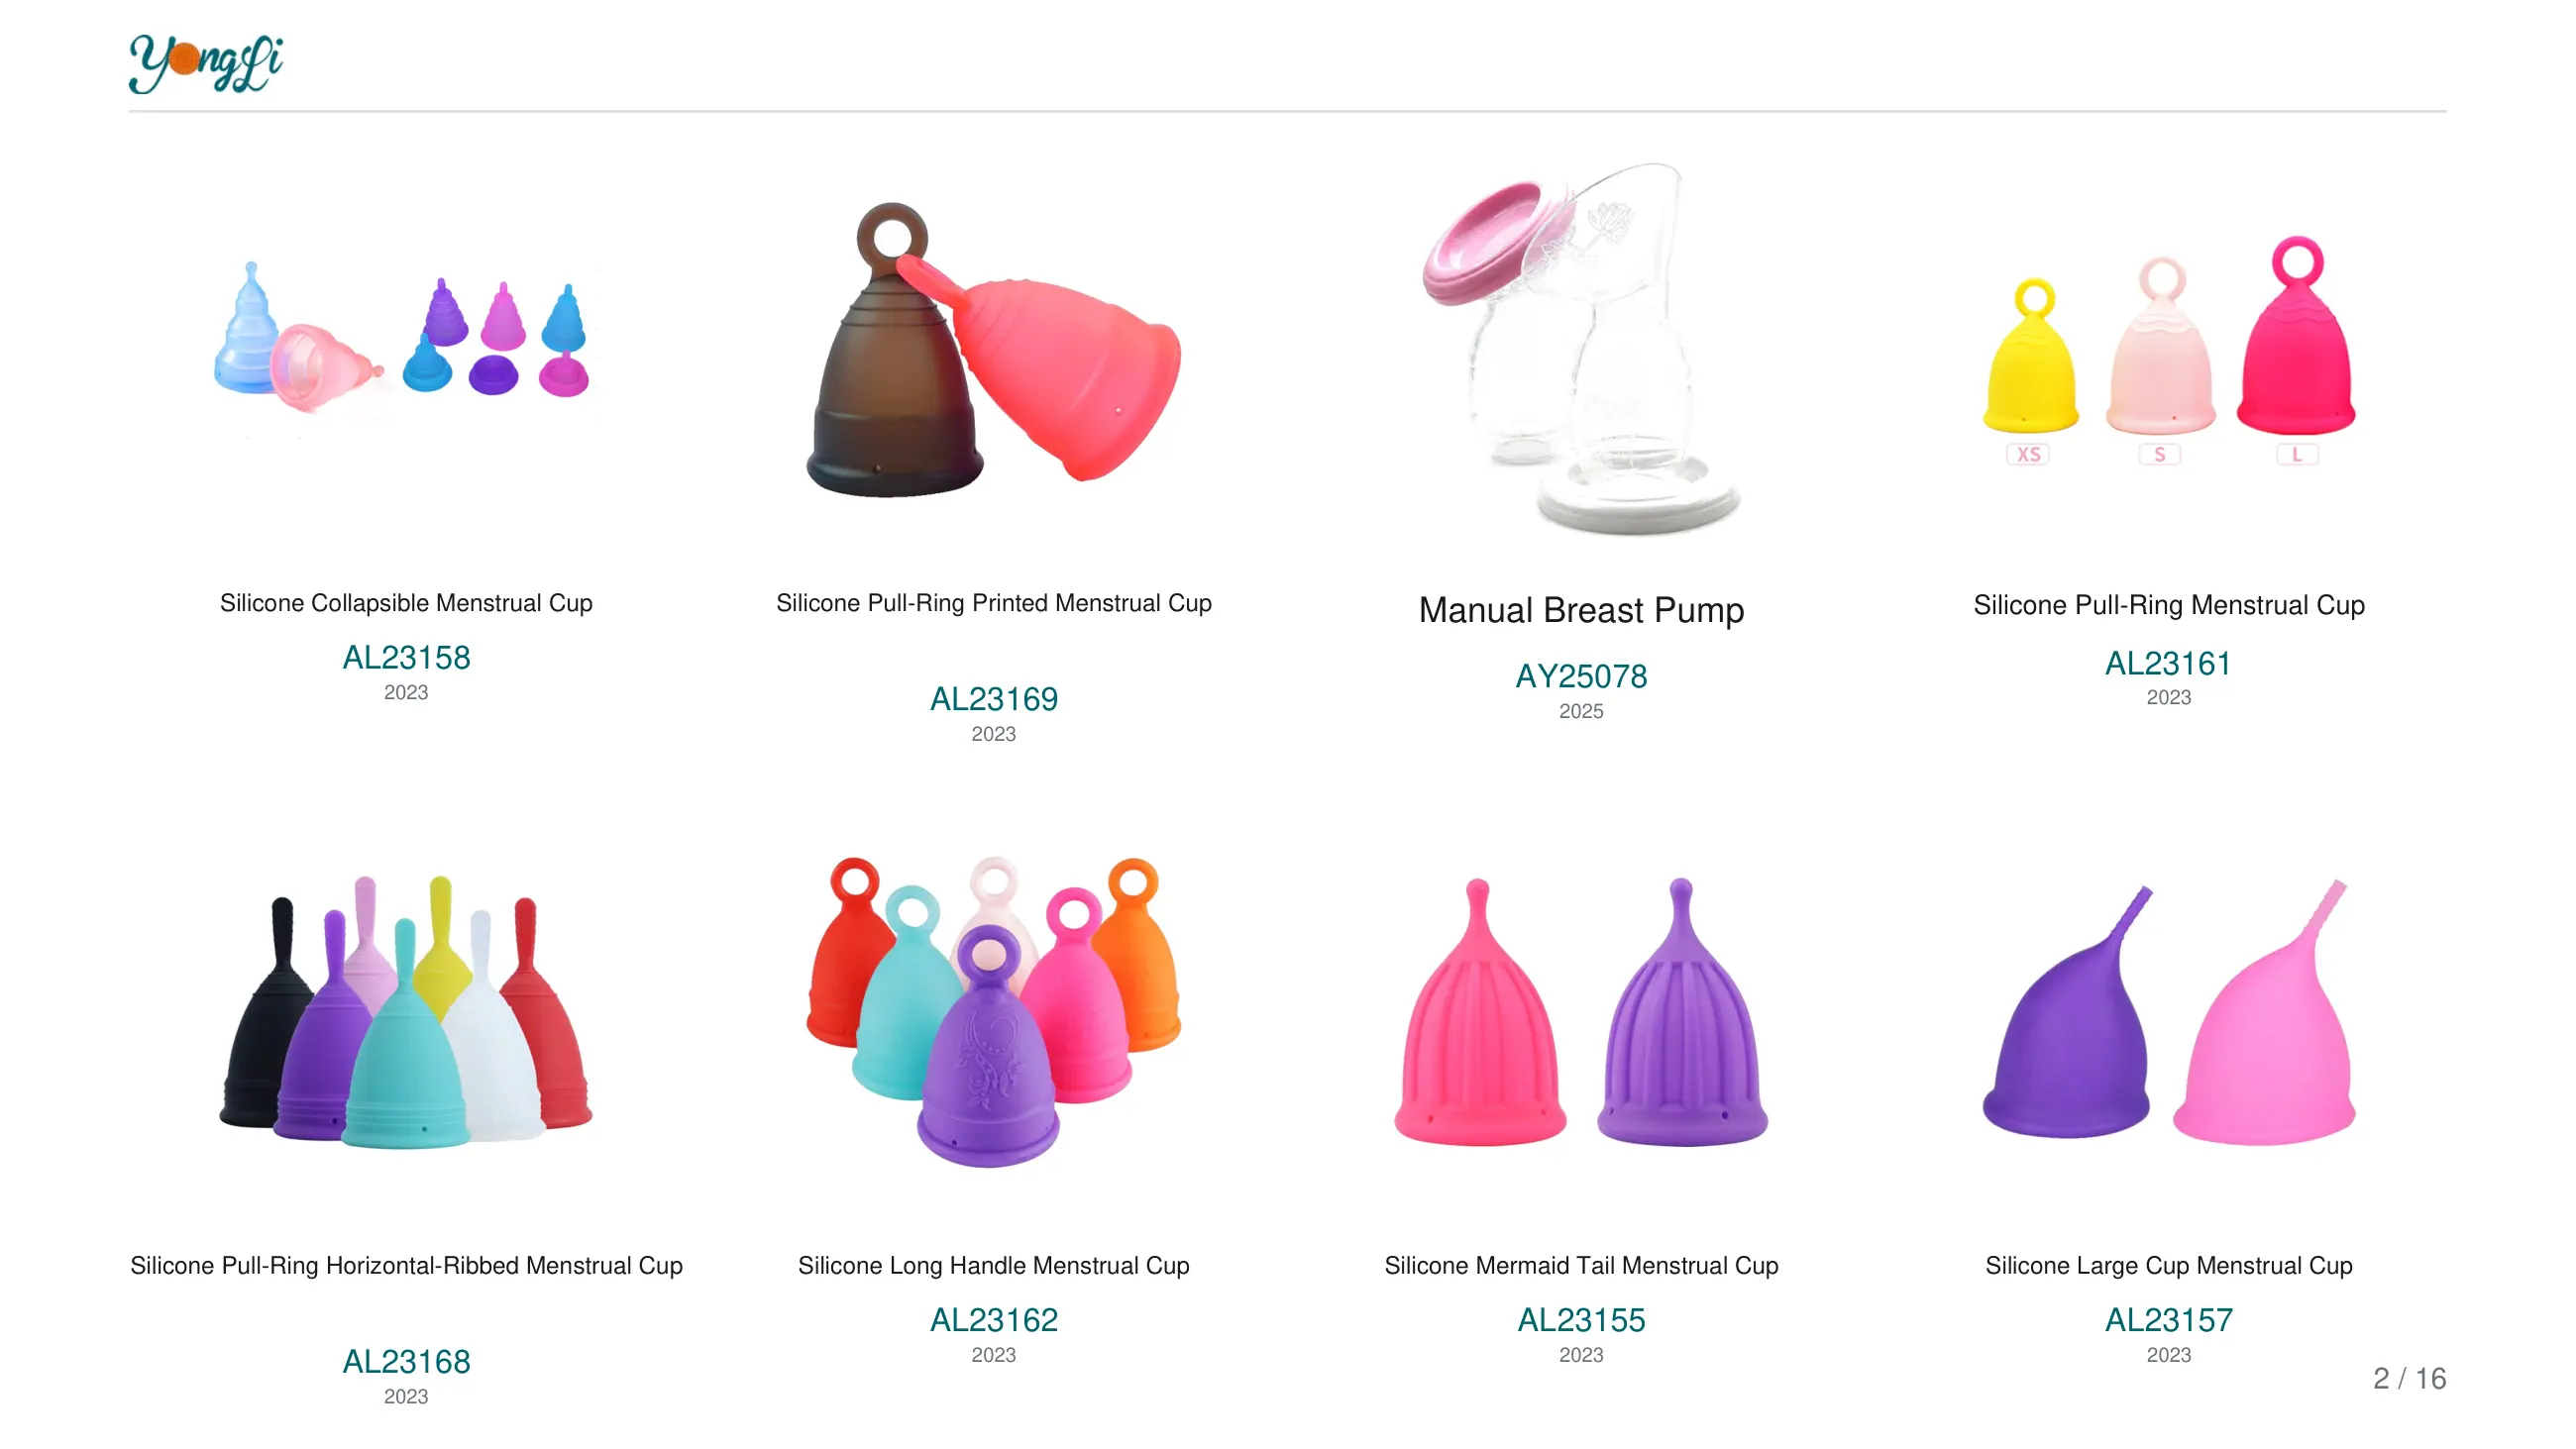 YongLi
XS
S
L
Silicone Collapsible Menstrual Cup
AL23158
2023
Silicone Pull-Ring Printed Menstrual Cup
AL23169
2023
Manual Breast Pump
AY25078
2025
Silicone Pull-Ring Menstrual Cup
AL23161
2023
Silicone Pull-Ring Horizontal-Ribbed Menstrual Cup
AL23168
2023
Silicone Long Handle Menstrual Cup
AL23162
2023
Silicone Mermaid Tail Menstrual Cup
AL23155
2023
Silicone Large Cup Menstrual Cup
AL23157
2023
2 / 16